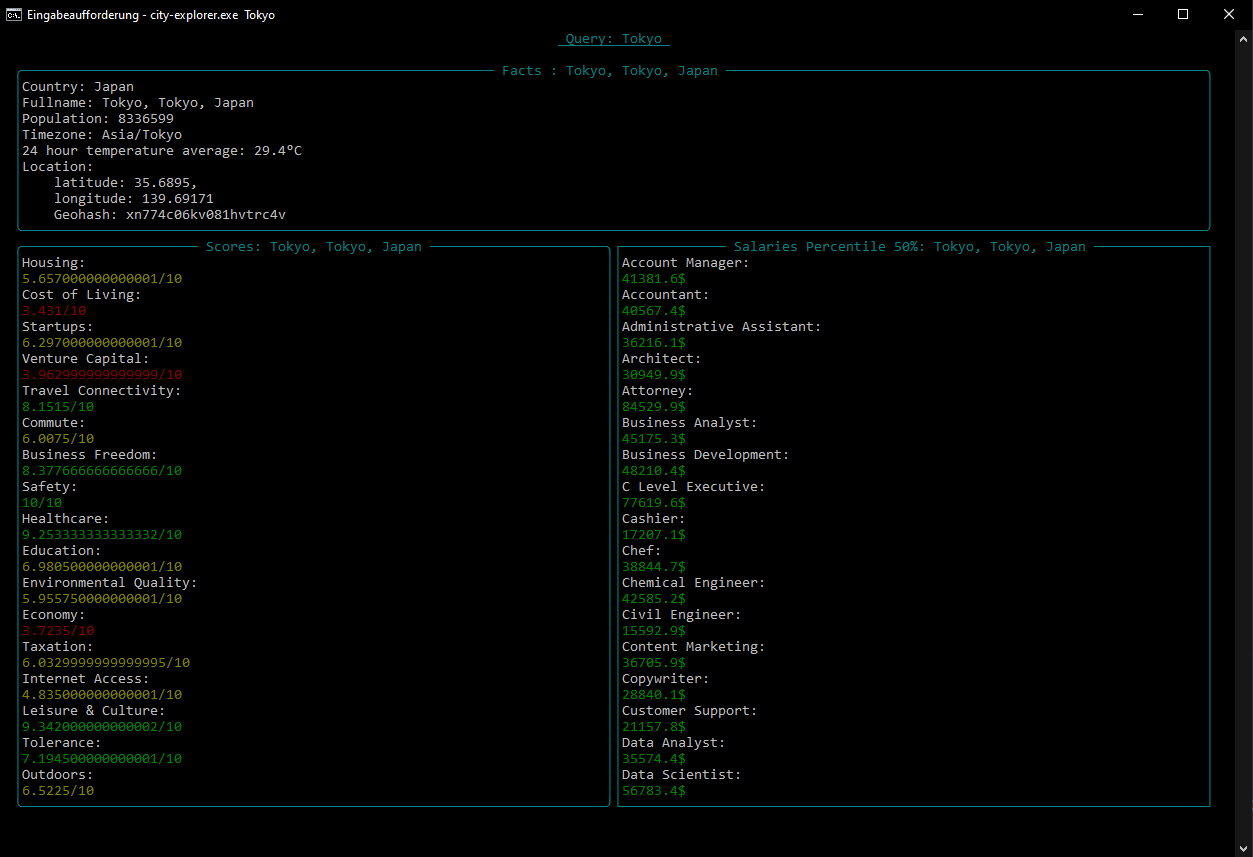 Eingabeaufforderung - city-explorer.exe Tokyo
Query: Tokyo
Facts : Tokyo, Tokyo, Japan
Country: Japan
Fullname: Tokyo, Tokyo, Japan
Population: 8336599
Timezone: Asia/Tokyo
24 hour temperature average: 29.4°C
Location:
latitude: 35.6895,
longitude: 139.69171
Geohash: xn774c06kv081hvtrc4v
Scores: Tokyo, Tokyo, Japan
Housing:
5.657000000000001/10
Cost of Living:
3.431/10
Startups:
6.297000000000001/10
Venture Capital:
3.962999999999999/10
Travel Connectivity:
8.1515/10
Commute:
6.0075/10
Business Freedom:
8.377666666666666/10
Safety:
10/10
Healthcare:
9.253333333333332/10
Education:
6.980500000000001/10
Environmental Quality:
5.955750000000001/10
Economy:
3.7235/10
Taxation:
6.0329999999999995/10
Internet Access:
4.835000000000001/10
Leisure & Culture:
9.342000000000002/10
Tolerance:
7.194500000000001/10
Outdoors:
6.5225/10
Salaries Percentile 50%: Tokyo, Tokyo, Japan
Account Manager:
41381.6$
Accountant:
40567.4$
Administrative Assistant:
36216.1$
Architect:
30949.9$
Attorney:
84529.9$
Business Analyst:
45175.3$
Business Development:
48210.4$
C Level Executive:
77619.6$
Cashier:
17207.1$
Chef:
38844.7$
Chemical Engineer:
42585.2$
Civil Engineer:
15592.9$
Content Marketing:
36705.9$
Copywriter:
28840.1$
Customer Support:
21157.8$
Data Analyst:
35574.4$
Data Scientist:
56783.4$